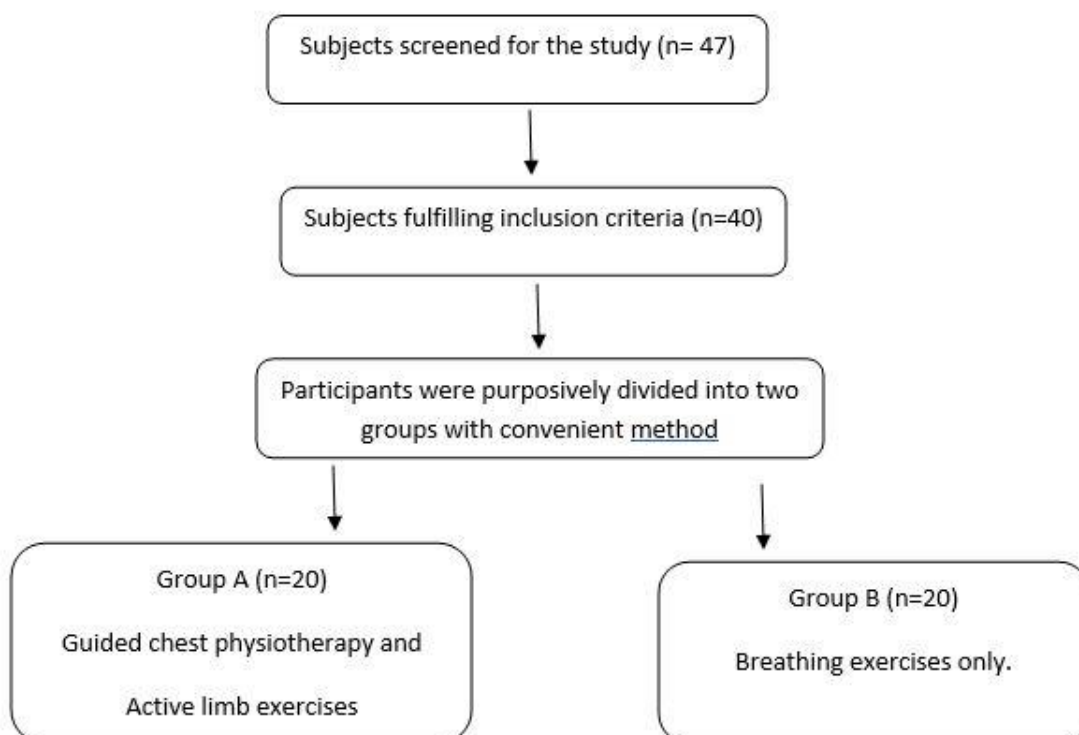 Subjects screened for the study (n= 47)
Subjects fulfilling inclusion criteria (n=40)
Participants were purposively divided into two
groups with convenient method
Group A (n=20)
Guided chest physiotherapy and
Active limb exercises
Group B (n=20)
Breathing exercises only.